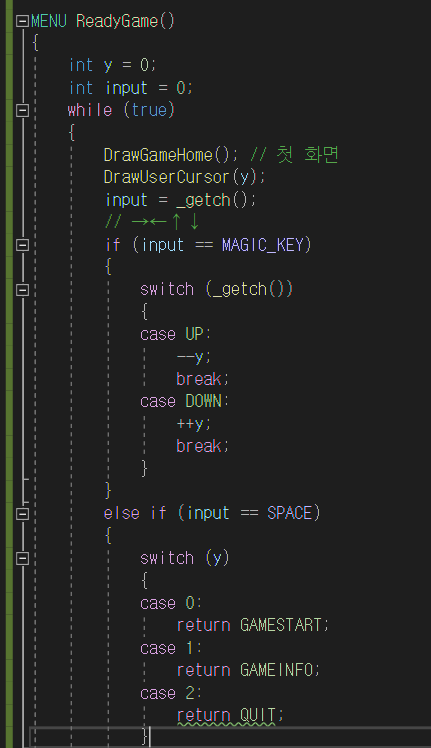 MENU ReadyGame()
{
int y = 0;
int input = 0;
while (true)
{
DrawGameHome(); // 첫 화면
DrawUserCursor(y);
input = _getch();
// →←↑↓
if (input == MAGIC_KEY)
{
switch (_getch())
{
case UP:
--y;
break;
case DOWN:
++y;
break;
}
}
else if (input == SPACE)
{
switch (y)
{
case 0:
return GAMESTART;
case 1:
return GAMEINFO;
case 2:
return QUIT;
}